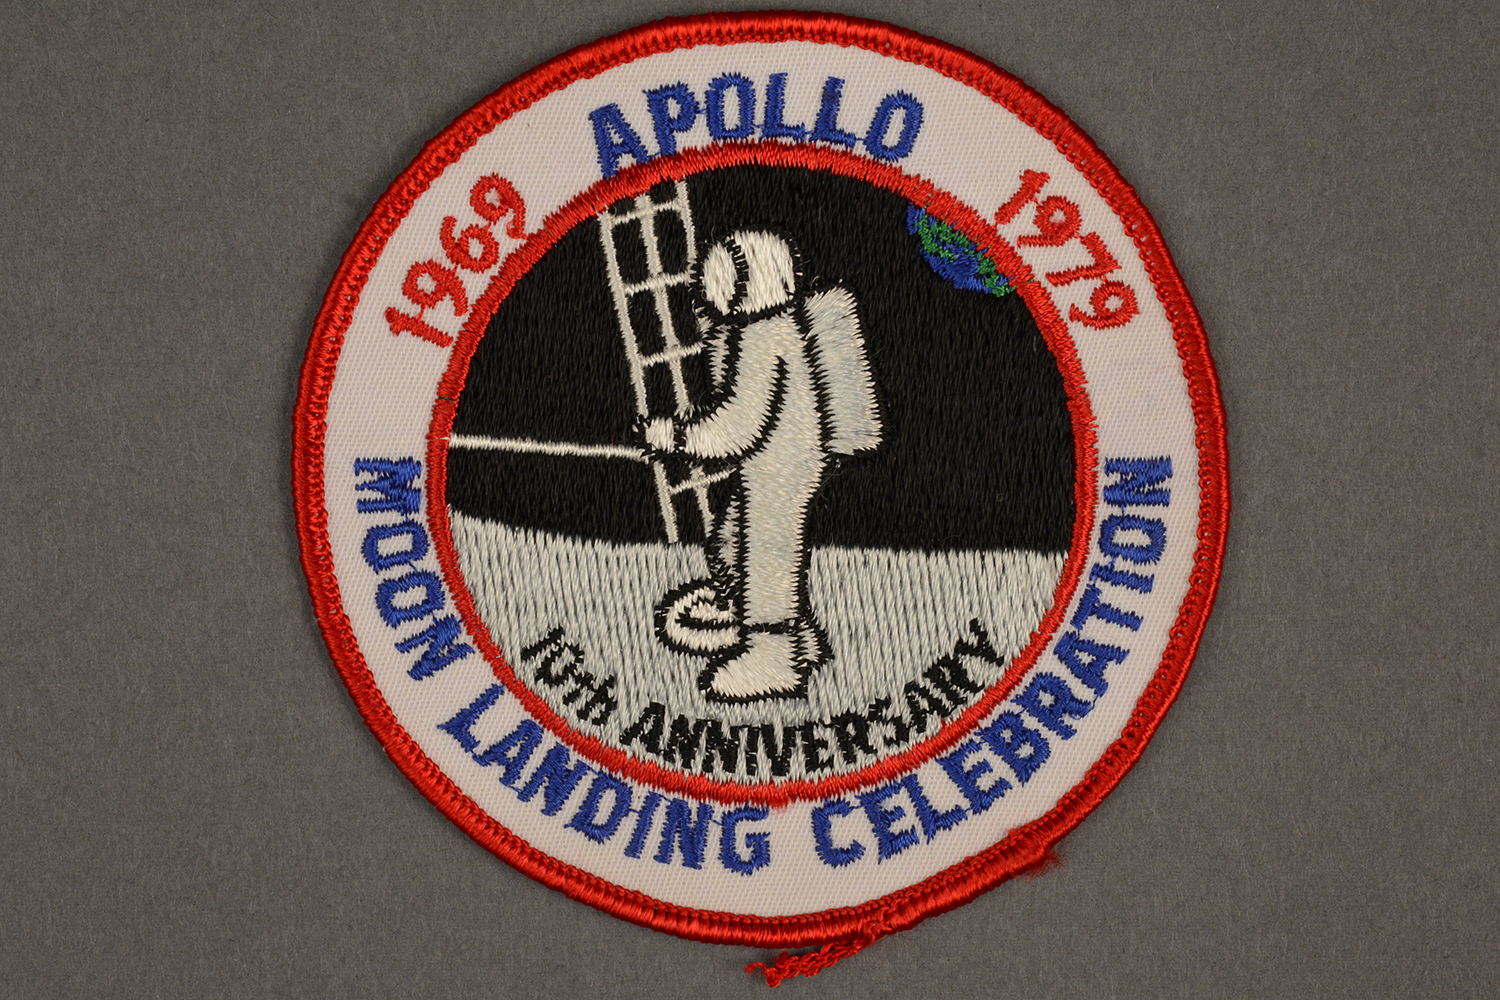 APOLLO
1969
1979
10th ANNIVERSARY
MOON LANDING CELEBRATION